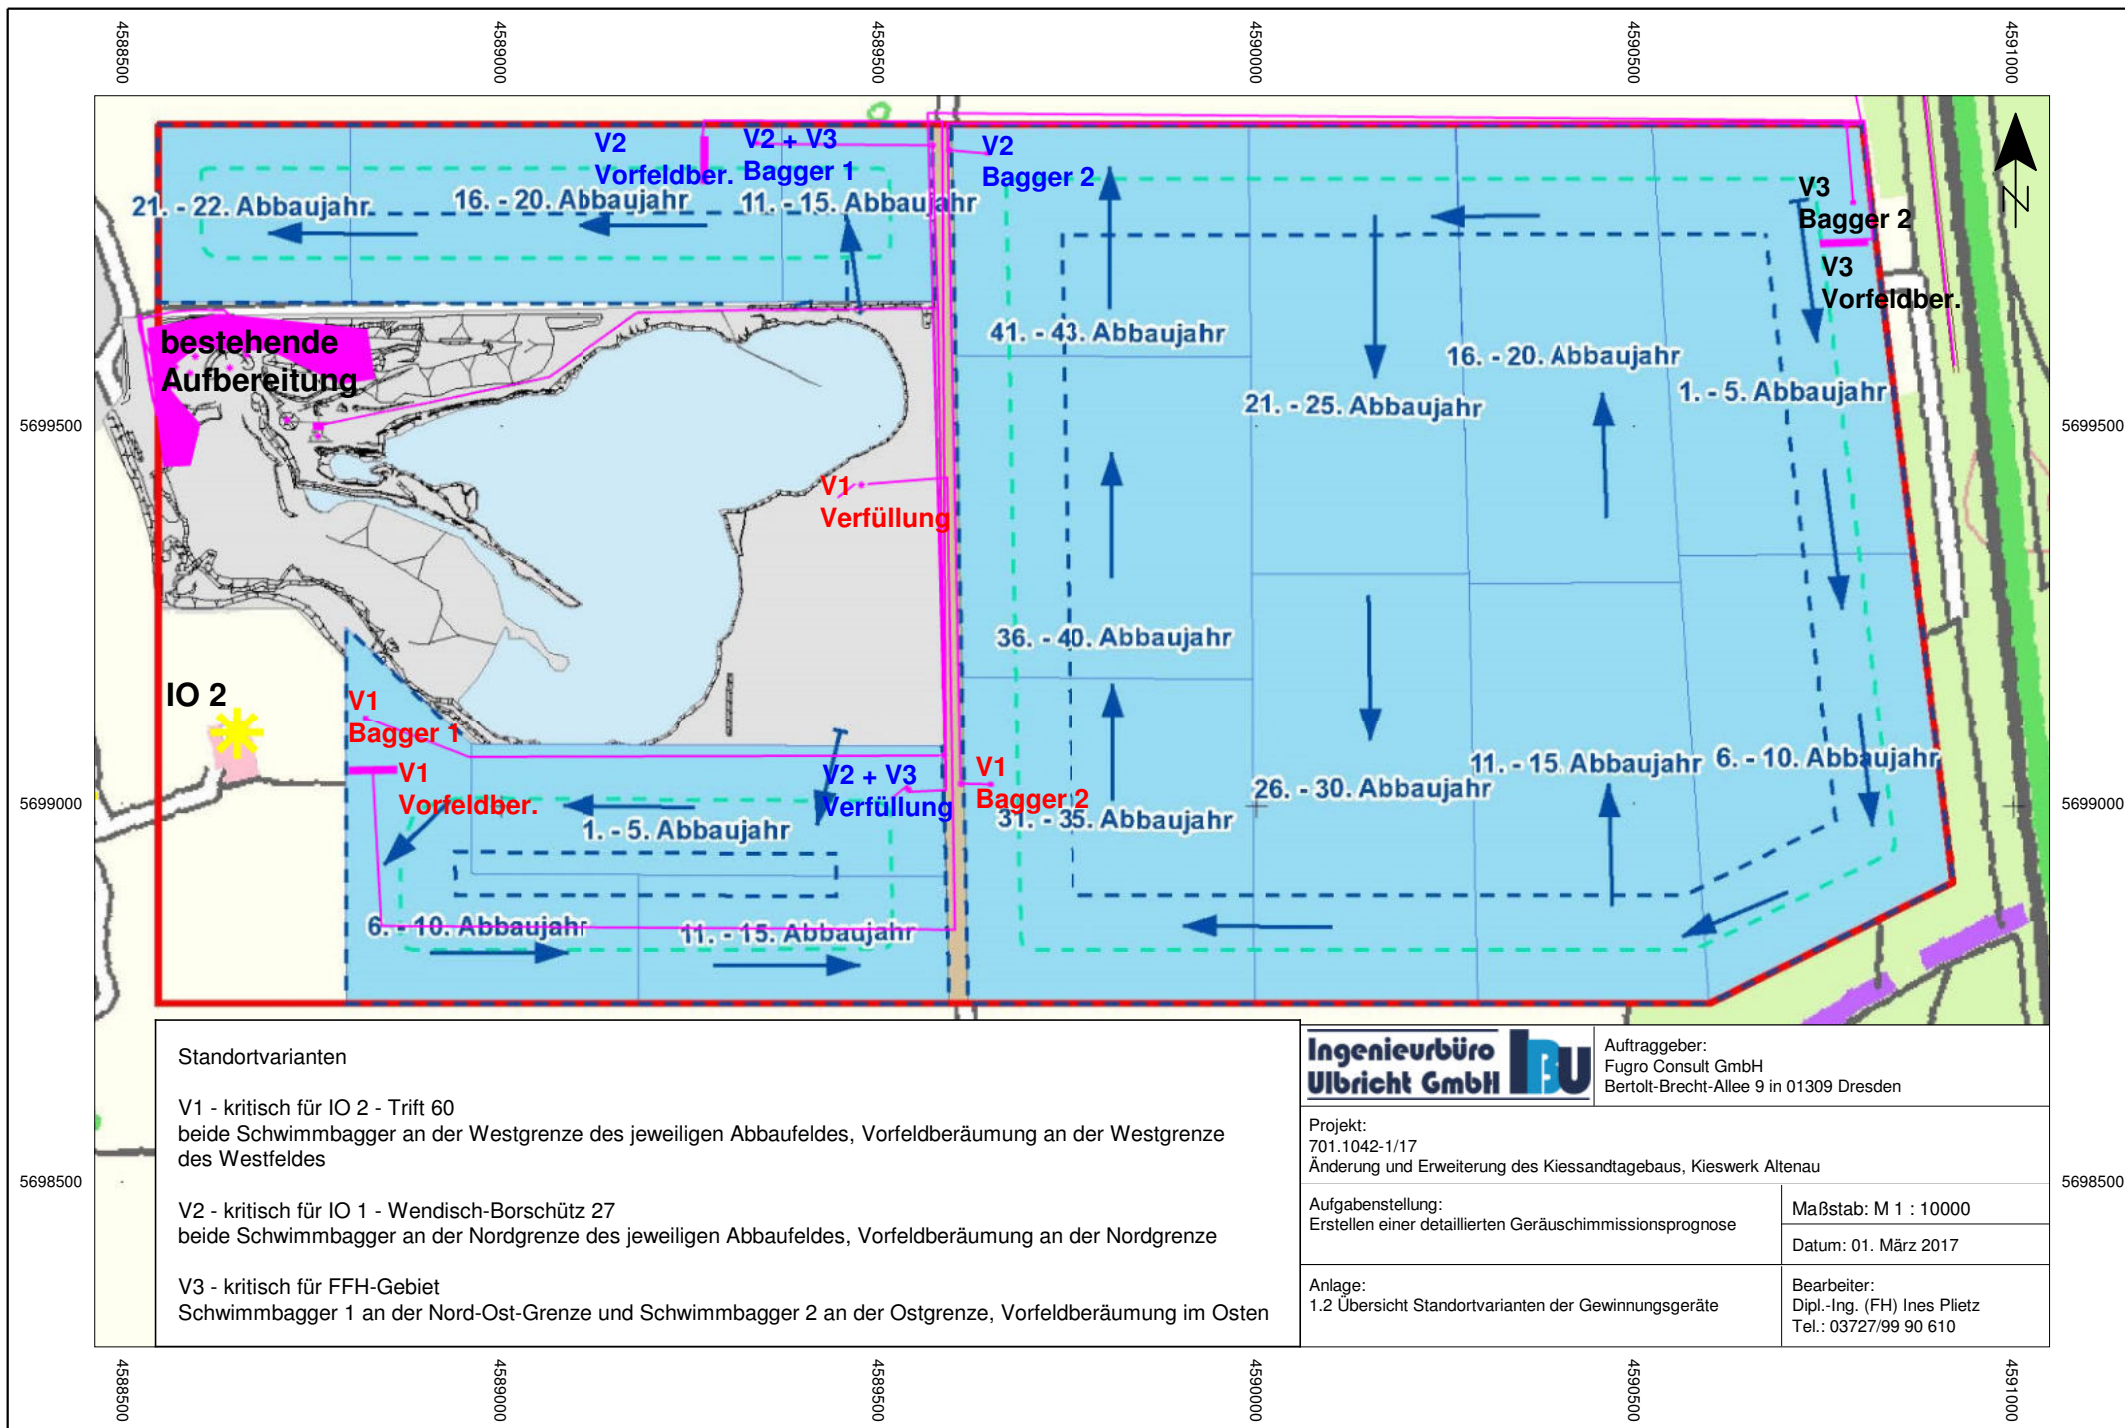 4588500
4589000
4589500
4590000
4590500
4591000
V2
Vorfeldber.
V2 + V3
Bagger 1
V2
Bagger 2
V3
Bagger 2
V3
Vorfeldber.
N
21. - 22. Abbaujahr
16. - 20. Abbaujahr
11. - 15. Abbaujahr
bestehende
Aufbereitung
41. - 43. Abbaujahr
16. - 20. Abbaujahr
21. - 25. Abbaujahr
1. - 5. Abbaujahr
5699500
5699500
V1
Verfüllung
36. - 40. Abbaujahr
IO 2
V1
Bagger 1
V1
Vorfeldber.
V2 + V3
Verfüllung
V1
Bagger 2
11. - 15. Abbaujahr
6. - 10. Abbaujahr
26. - 30. Abbaujahr
31. - 35. Abbaujahr
5699000
5699000
1. - 5. Abbaujahr
6. - 10. Abbaujahr
11. - 15. Abbaujahr
Standortvarianten
V1 - kritisch für IO 2 - Trift 60
beide Schwimmbagger an der Westgrenze des jeweiligen Abbaufeldes, Vorfeldberäumung an der Westgrenze
des Westfeldes
V2 - kritisch für IO 1 - Wendisch-Borschütz 27
beide Schwimmbagger an der Nordgrenze des jeweiligen Abbaufeldes, Vorfeldberäumung an der Nordgrenze
V3 - kritisch für FFH-Gebiet
Schwimmbagger 1 an der Nord-Ost-Grenze und Schwimmbagger 2 an der Ostgrenze, Vorfeldberäumung im Osten
Ingenieurbüro
Ulbricht GmbH
IBU
Auftraggeber:
Fugro Consult GmbH
Bertolt-Brecht-Allee 9 in 01309 Dresden
Projekt:
701.1042-1/17
Änderung und Erweiterung des Kiessandtagebaus, Kieswerk Altenau
Aufgabenstellung:
Erstellen einer detaillierten Geräuschimmissionsprognose
Maßstab: M 1 : 10000
Datum: 01. März 2017
Anlage:
1.2 Übersicht Standortvarianten der Gewinnungsgeräte
Bearbeiter:
Dipl.-Ing. (FH) Ines Plietz
Tel.: 03727/99 90 610
5698500
5698500
4588500
4589000
4589500
4590000
4590500
4591000